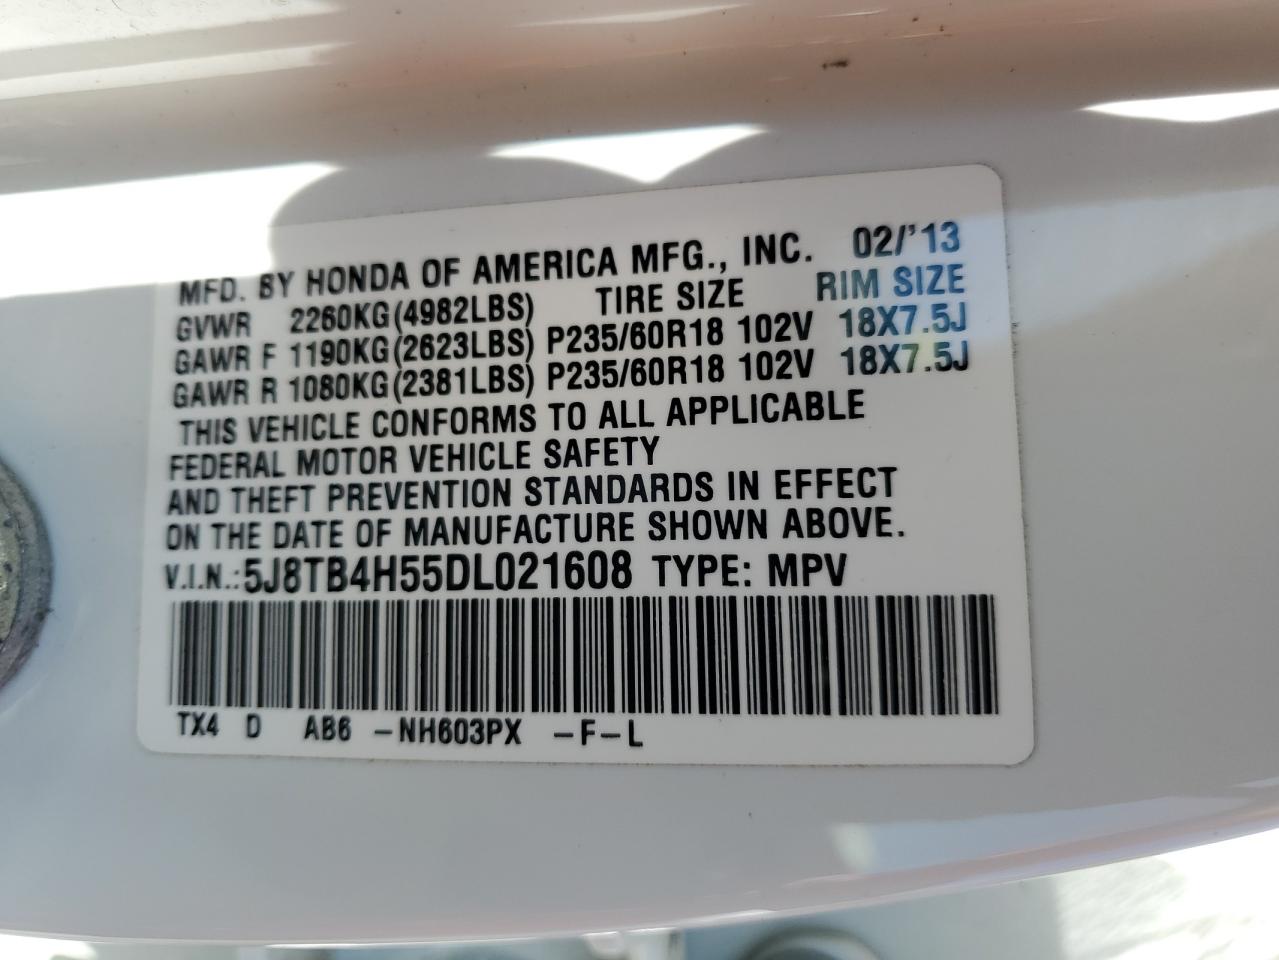 MFD. BY HONDA OF AMERICA MFG., INC. 02/'13
GVWR 2260KG(4982LBS) TIRE SIZE RIM SIZE
GAWR F 1190KG(2623LBS) P235/60R18 102V 18X7.5J
GAWR R 1080KG(2381LBS) P235/60R18 102V 18X7.5J
THIS VEHICLE CONFORMS TO ALL APPLICABLE
FEDERAL MOTOR VEHICLE SAFETY
AND THEFT PREVENTION STANDARDS IN EFFECT
ON THE DATE OF MANUFACTURE SHOWN ABOVE.
V.I.N.:5J8TB4H55DL021608 TYPE: MPV
TX4 D AB6 -NH603PX -F-L